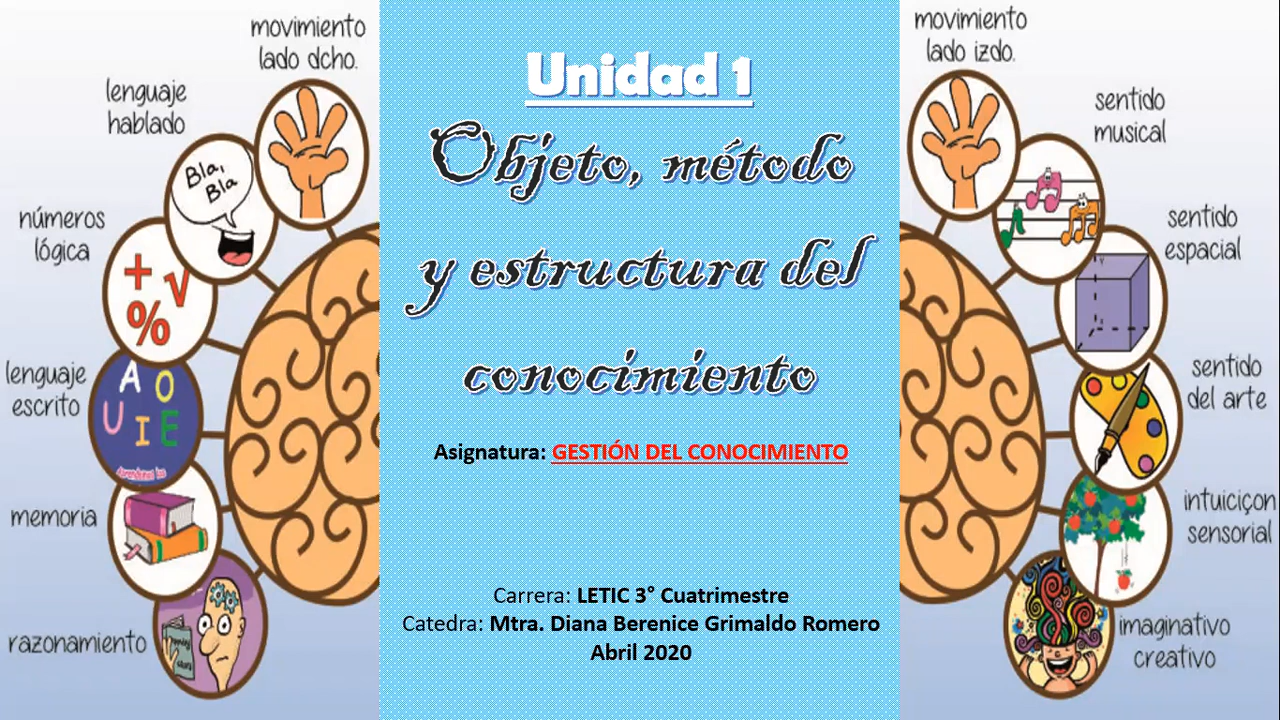 movimiento
lado dcho.
lenguaje
hablado
Bla,
Bla
números
lógica
+ √
%
lenguaje
escrito
A O
U I E
memoria
razonamiento
Unidad 1
Objeto, método
y estructura del
conocimiento
Asignatura: GESTIÓN DEL CONOCIMIENTO
Carrera: LETIC 3° Cuatrimestre
Catedra: Mtra. Diana Berenice Grimaldo Romero
Abril 2020
movimiento
lado izdo.
sentido
musical
sentido
espacial
Y
X
sentido
del arte
intuiciçon
sensorial
imaginativo
creativo